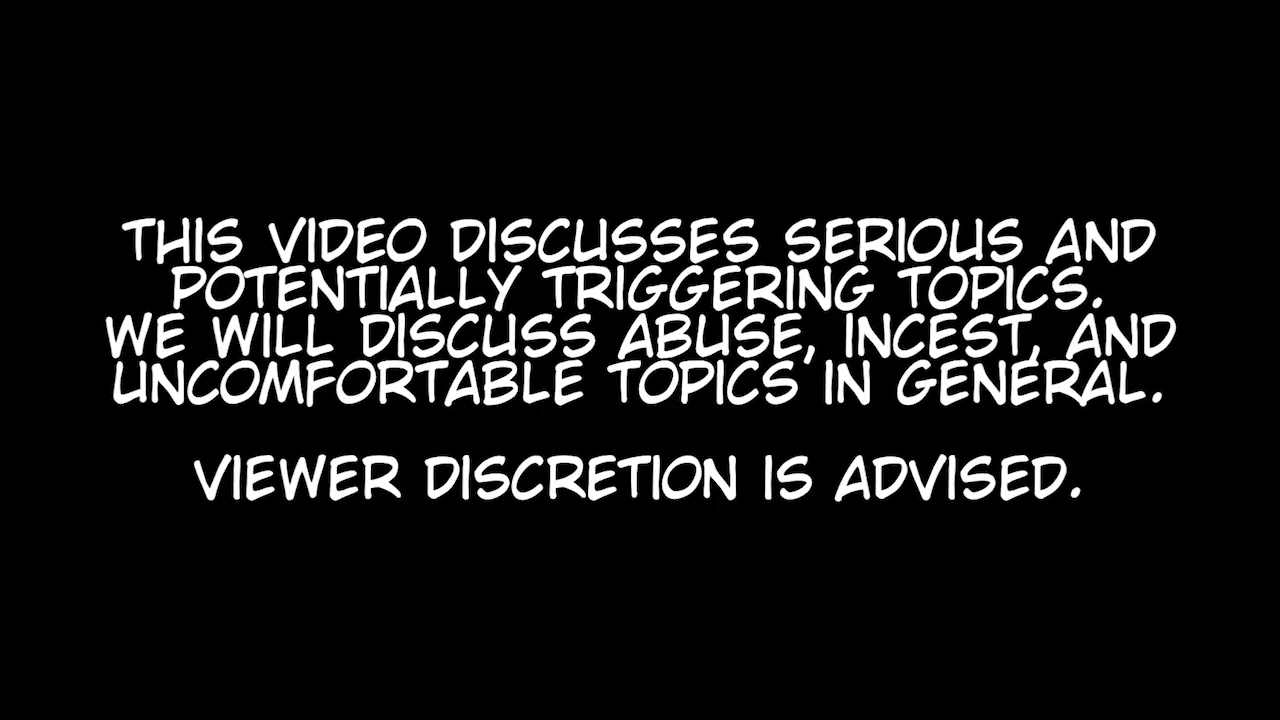 THIS VIDEO DISCUSSES SERIOUS AND
POTENTIALLY TRIGGERING TOPICS.
WE WILL DISCUSS ABUSE, INCEST, AND
UNCOMFORTABLE TOPICS IN GENERAL.
VIEWER DISCRETION IS ADVISED.